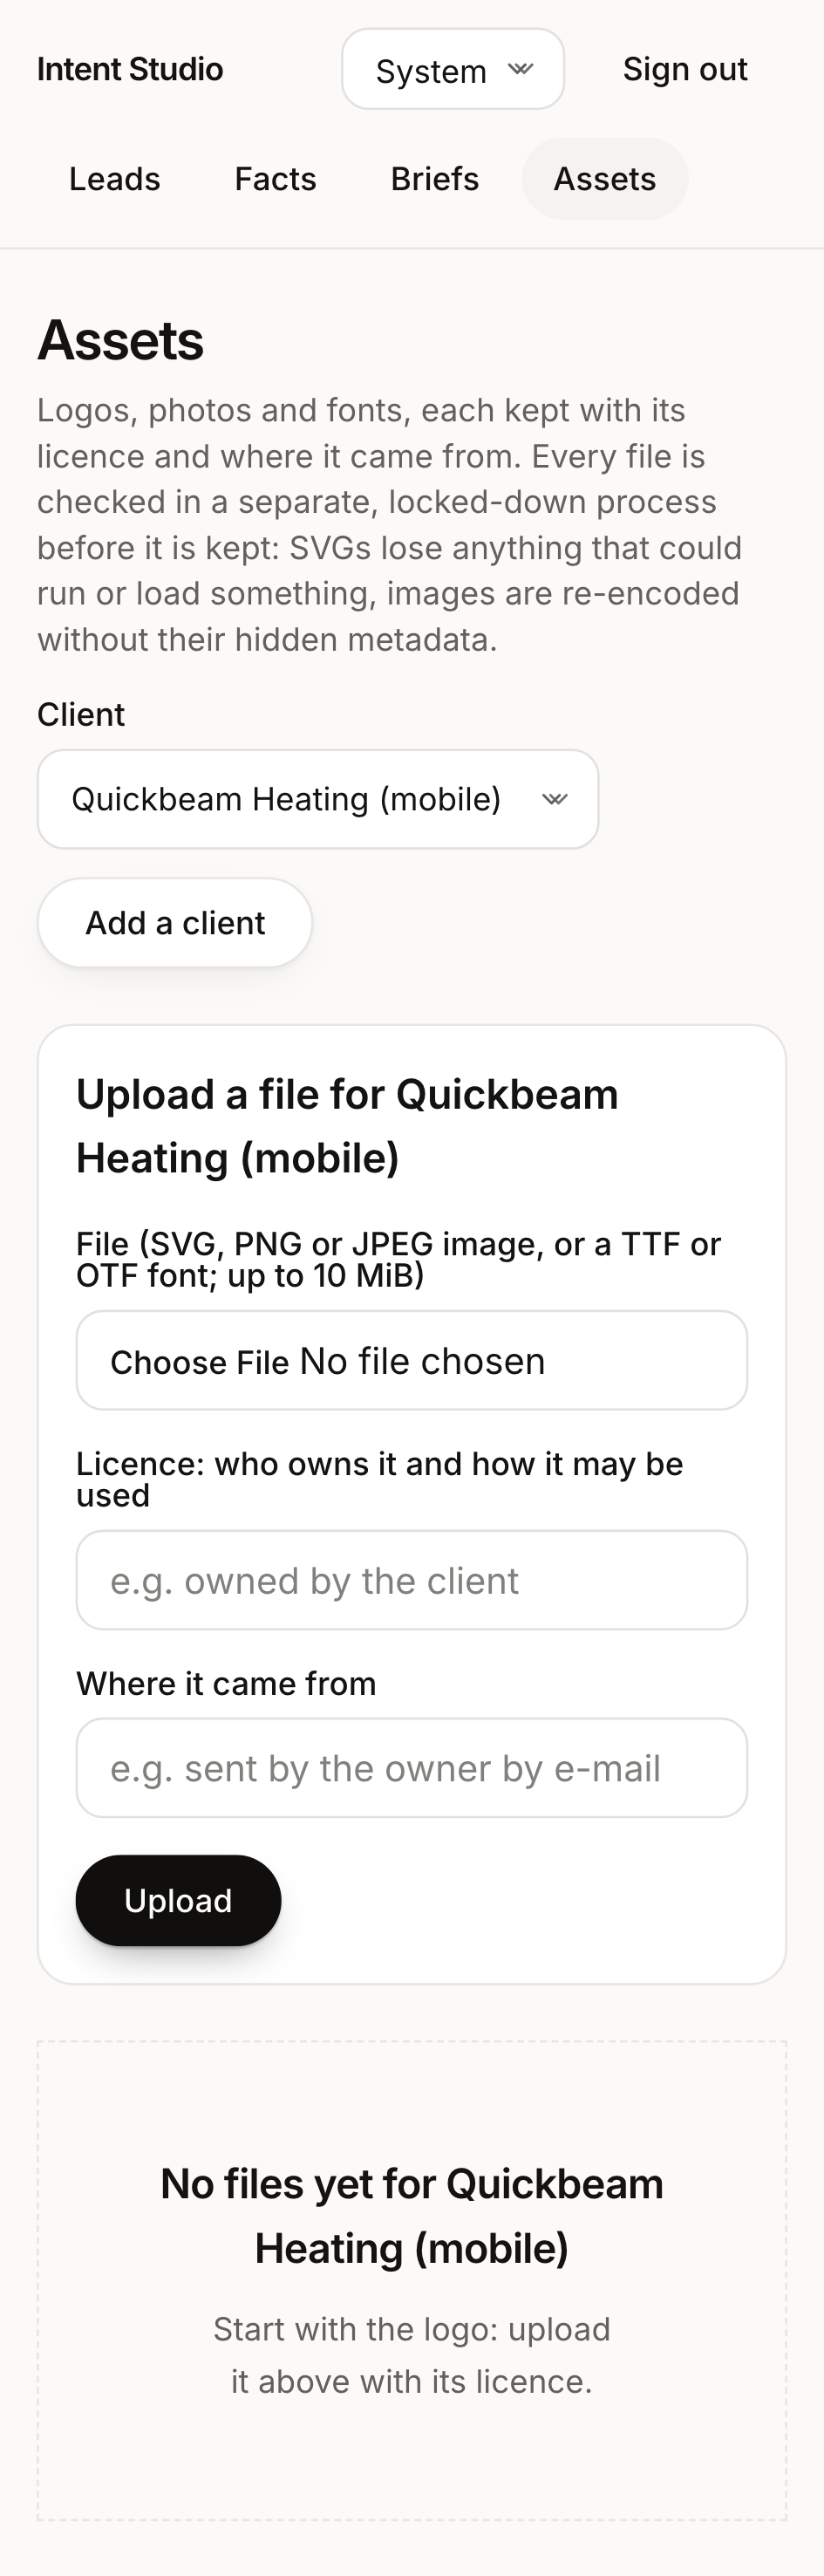 Intent Studio
System
Sign out
Leads
Facts
Briefs
Assets
Assets
Logos, photos and fonts, each kept with its
licence and where it came from. Every file is
checked in a separate, locked-down process
before it is kept: SVGs lose anything that could
run or load something, images are re-encoded
without their hidden metadata.
Client
Quickbeam Heating (mobile)
Add a client
Upload a file for Quickbeam
Heating (mobile)
File (SVG, PNG or JPEG image, or a TTF or
OTF font; up to 10 MiB)
Choose File No file chosen
Licence: who owns it and how it may be
used
e.g. owned by the client
Where it came from
e.g. sent by the owner by e-mail
Upload
No files yet for Quickbeam
Heating (mobile)
Start with the logo: upload
it above with its licence.